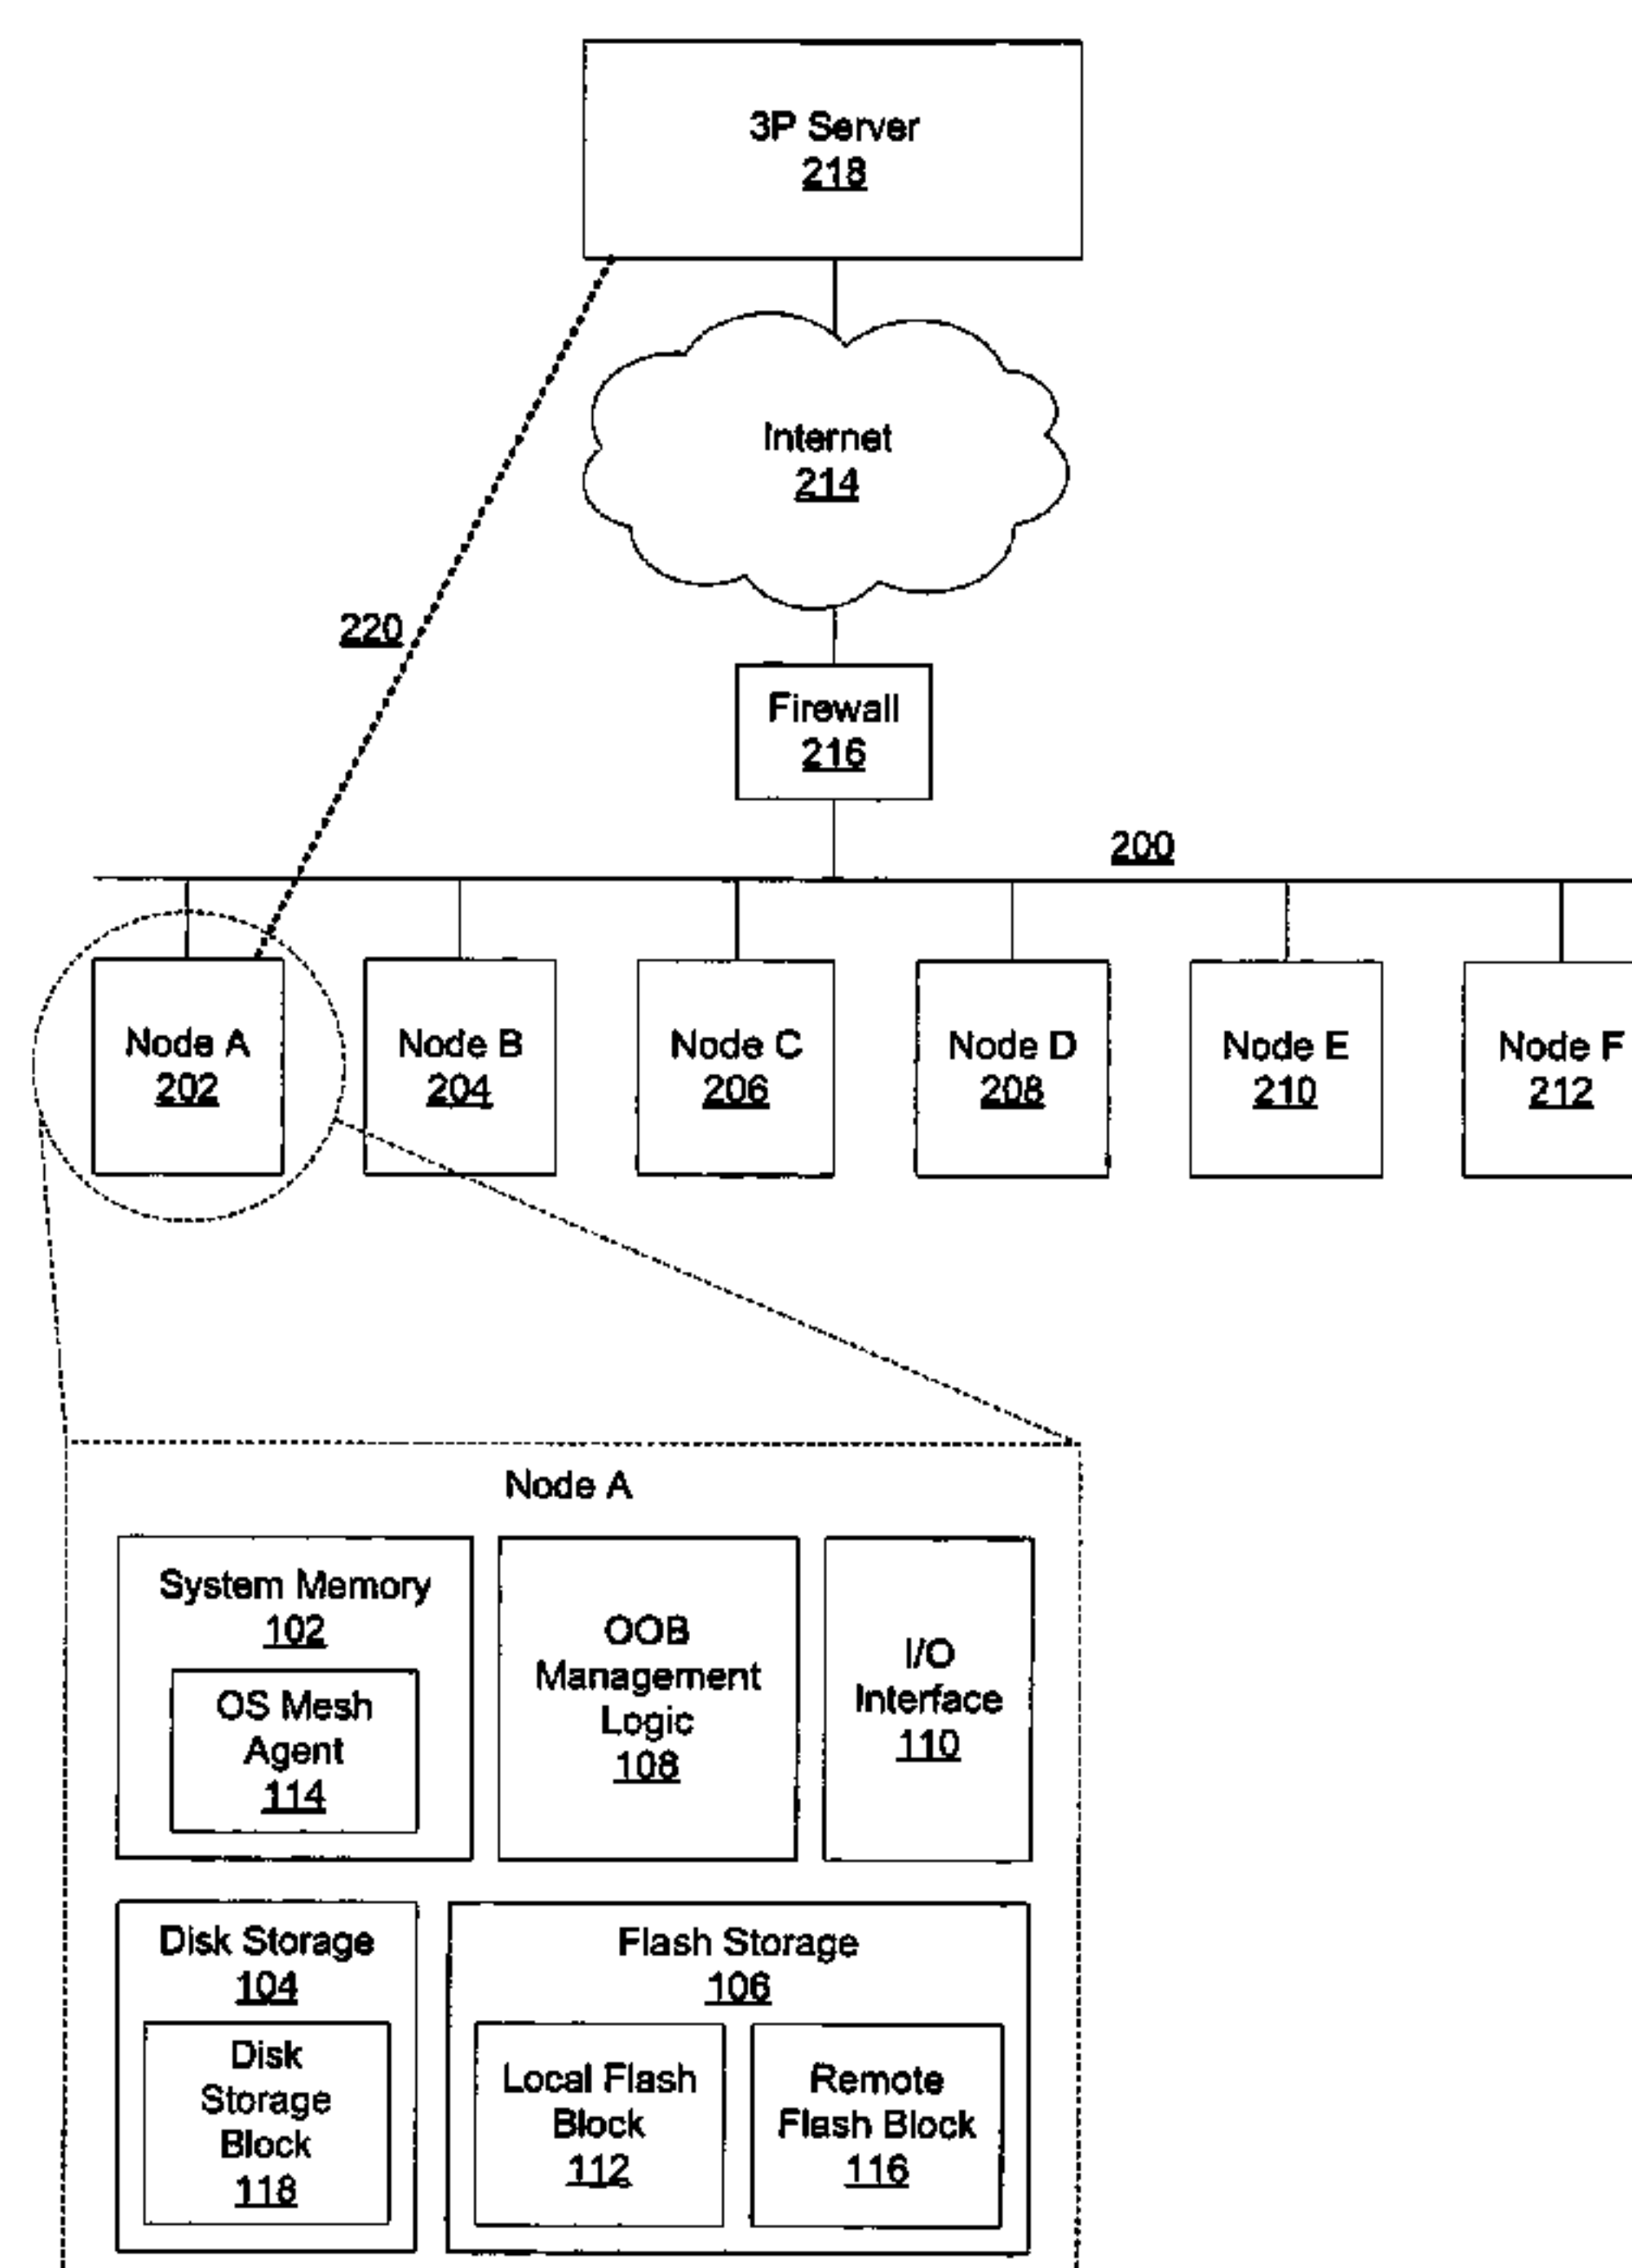 3P Server
218
Internet
214
220
Firewall
216
200
Node A
202
Node B
204
Node C
206
Node D
208
Node E
210
Node F
212
Node A
System Memory
102
OS Mesh
Agent
114
OOB
Management
Logic
108
I/O
Interface
110
Disk Storage
104
Disk
Storage
Block
118
Flash Storage
106
Local Flash
Block
112
Remote
Flash Block
116